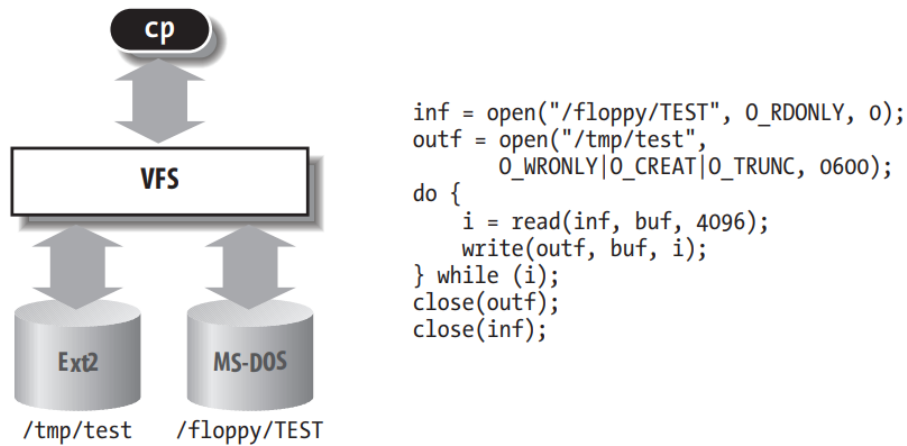 cp
VFS
Ext2
MS-DOS
/tmp/test
/floppy/TEST
inf = open("/floppy/TEST", O_RDONLY, 0);
outf = open("/tmp/test",
       O_WRONLY|O_CREAT|O_TRUNC, 0600);
do {
    i = read(inf, buf, 4096);
    write(outf, buf, i);
} while (i);
close(outf);
close(inf);